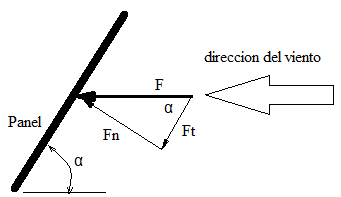 direccion del viento
F
α
Panel
Fn
Ft
α